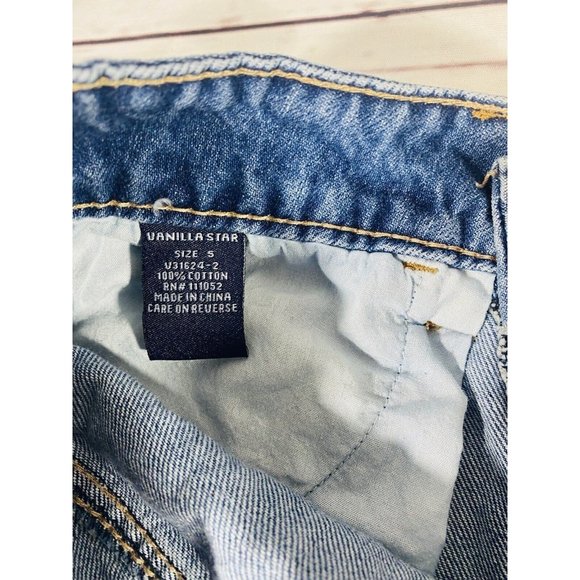 VANILLA STAR
SIZE 5
V31624-2
100% COTTON
RN# 111052
MADE IN CHINA
CARE ON REVERSE